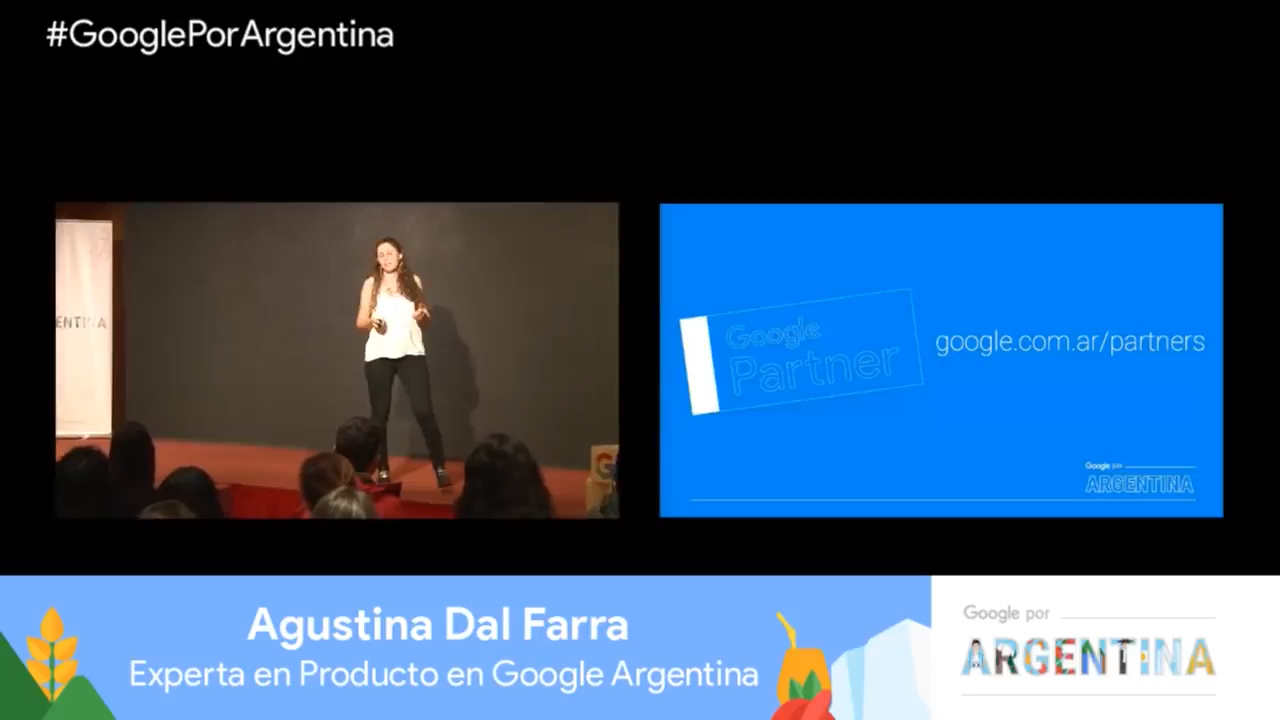 #GooglePorArgentina
ENTINA
Google
Partner
google.com.ar/partners
Google por
ARGENTINA
G
Agustina Dal Farra
Experta en Producto en Google Argentina
Google por
ARGENTINA